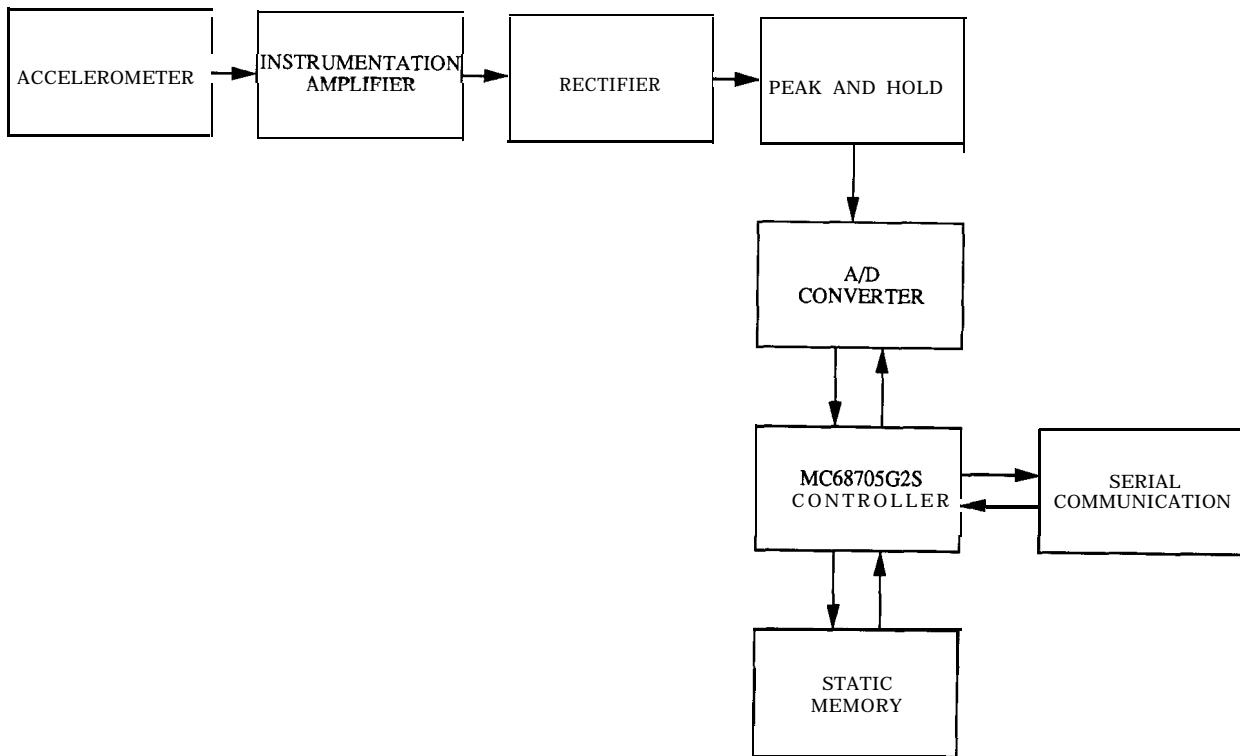 ACCELEROMETER
INSTRUMENTATION
AMPLIFIER
RECTIFIER
PEAK AND HOLD
A/D
CONVERTER
MC68705G2S
CONTROLLER
SERIAL
COMMUNICATION
STATIC
MEMORY